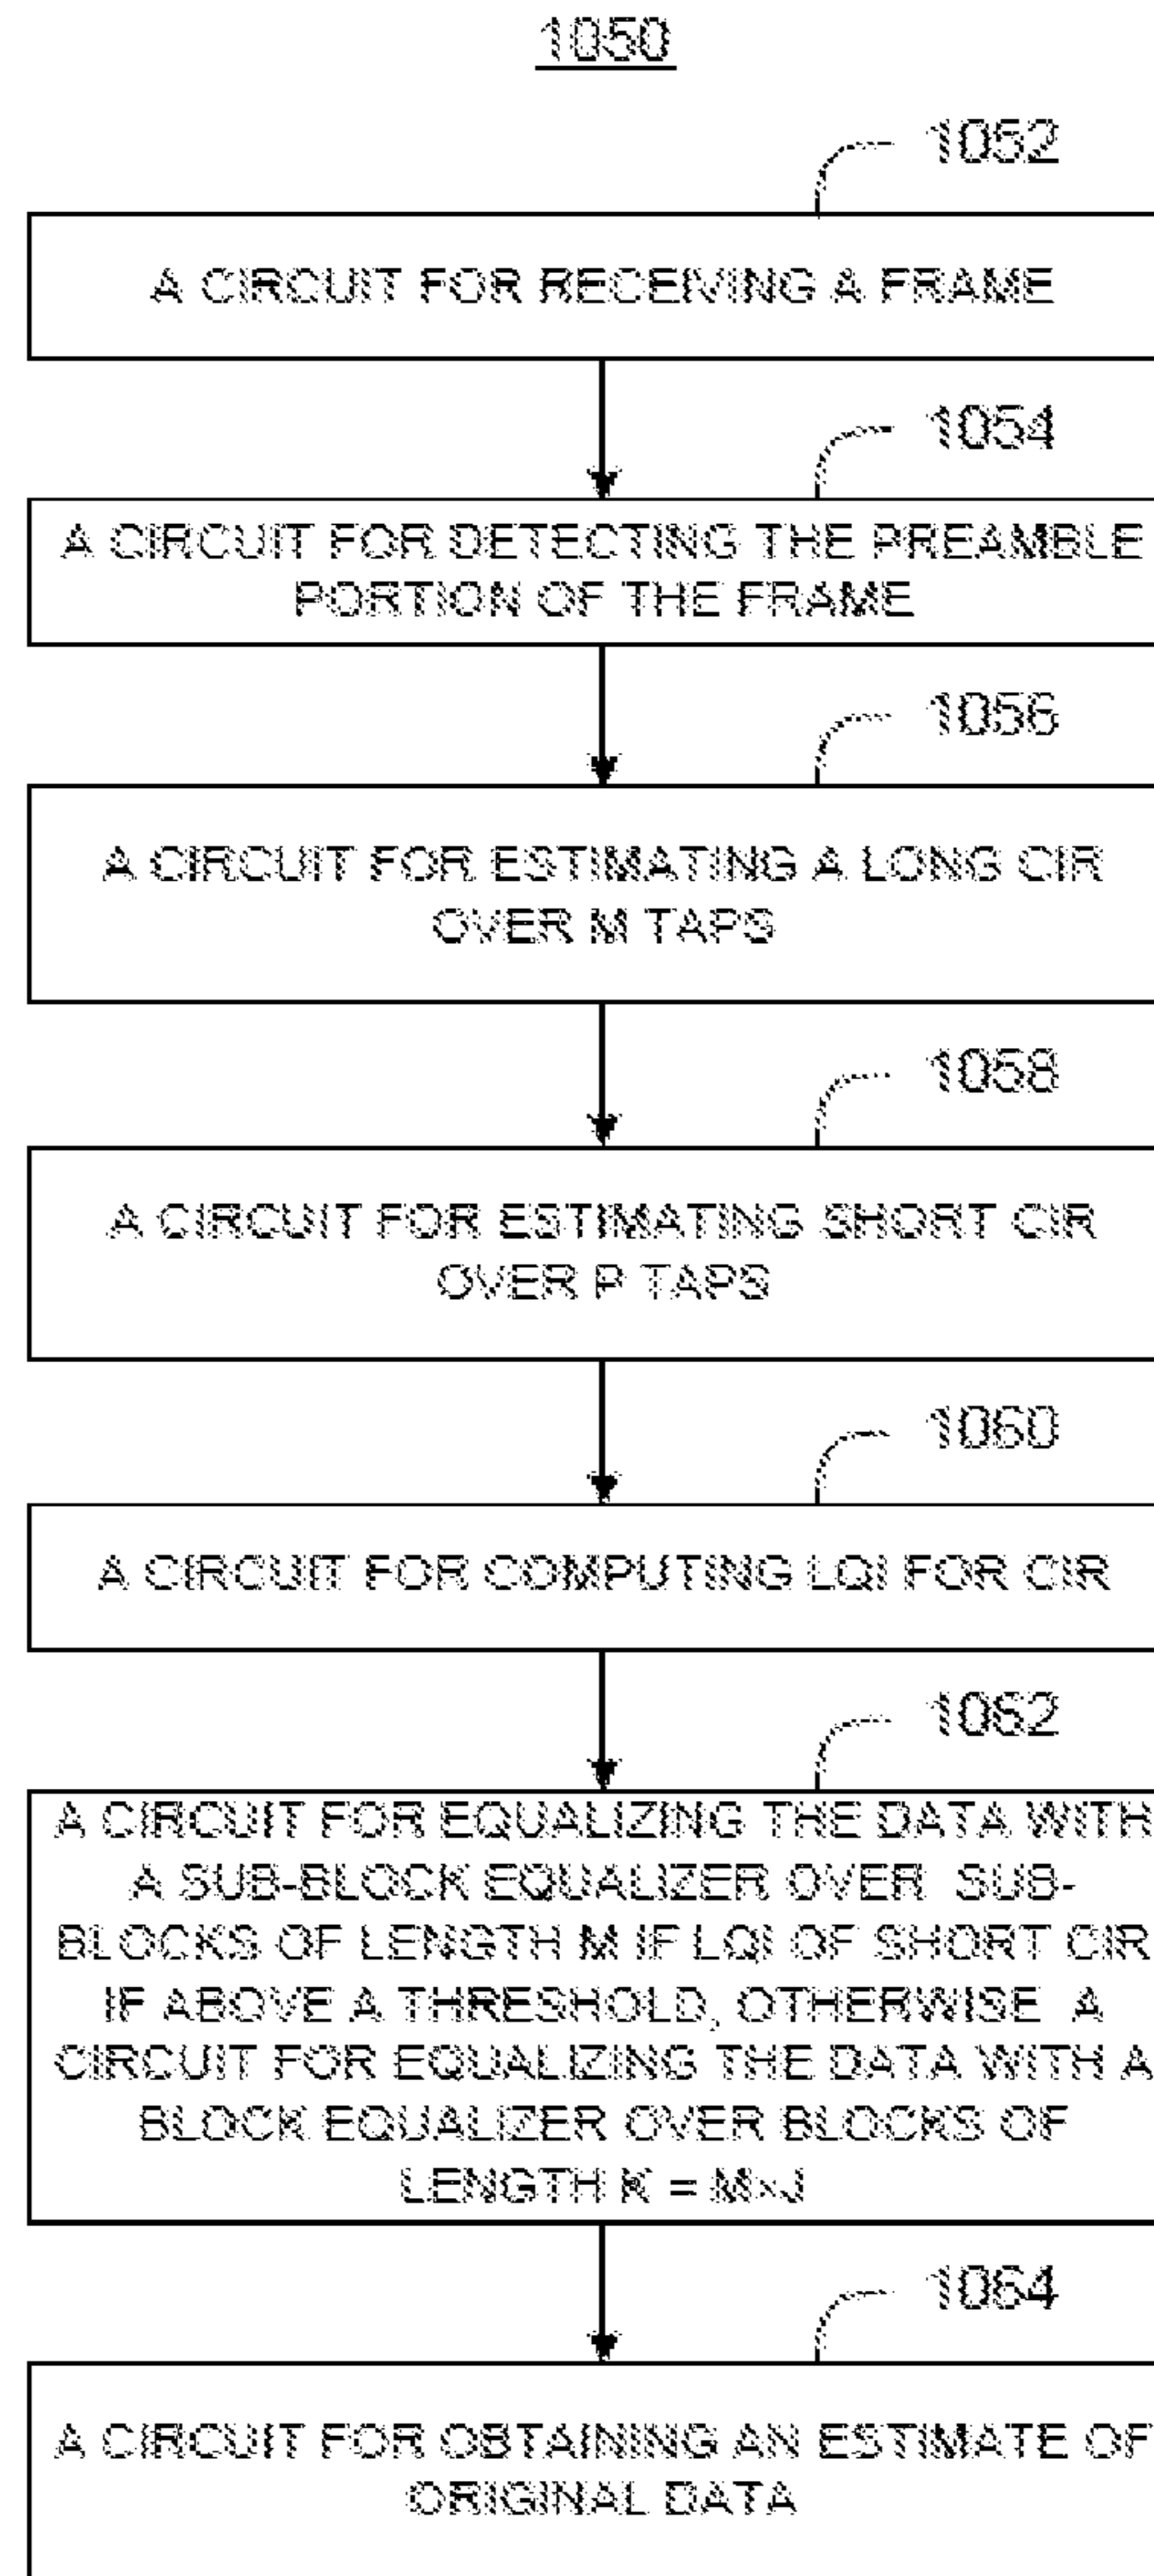 1050
1052
A CIRCUIT FOR RECEIVING A FRAME
1054
A CIRCUIT FOR DETECTING THE PREAMBLE
PORTION OF THE FRAME
1056
A CIRCUIT FOR ESTIMATING A LONG CIR
OVER M TAPS
1058
A CIRCUIT FOR ESTIMATING SHORT CIR
OVER P TAPS
1060
A CIRCUIT FOR COMPUTING LQI FOR CIR
1062
A CIRCUIT FOR EQUALIZING THE DATA WITH
A SUB-BLOCK EQUALIZER OVER SUB-
BLOCKS OF LENGTH M IF LQI OF SHORT CIR
IF ABOVE A THRESHOLD, OTHERWISE A
CIRCUIT FOR EQUALIZING THE DATA WITH A
BLOCK EQUALIZER OVER BLOCKS OF
LENGTH K = M×J
1064
A CIRCUIT FOR OBTAINING AN ESTIMATE OF
ORIGINAL DATA